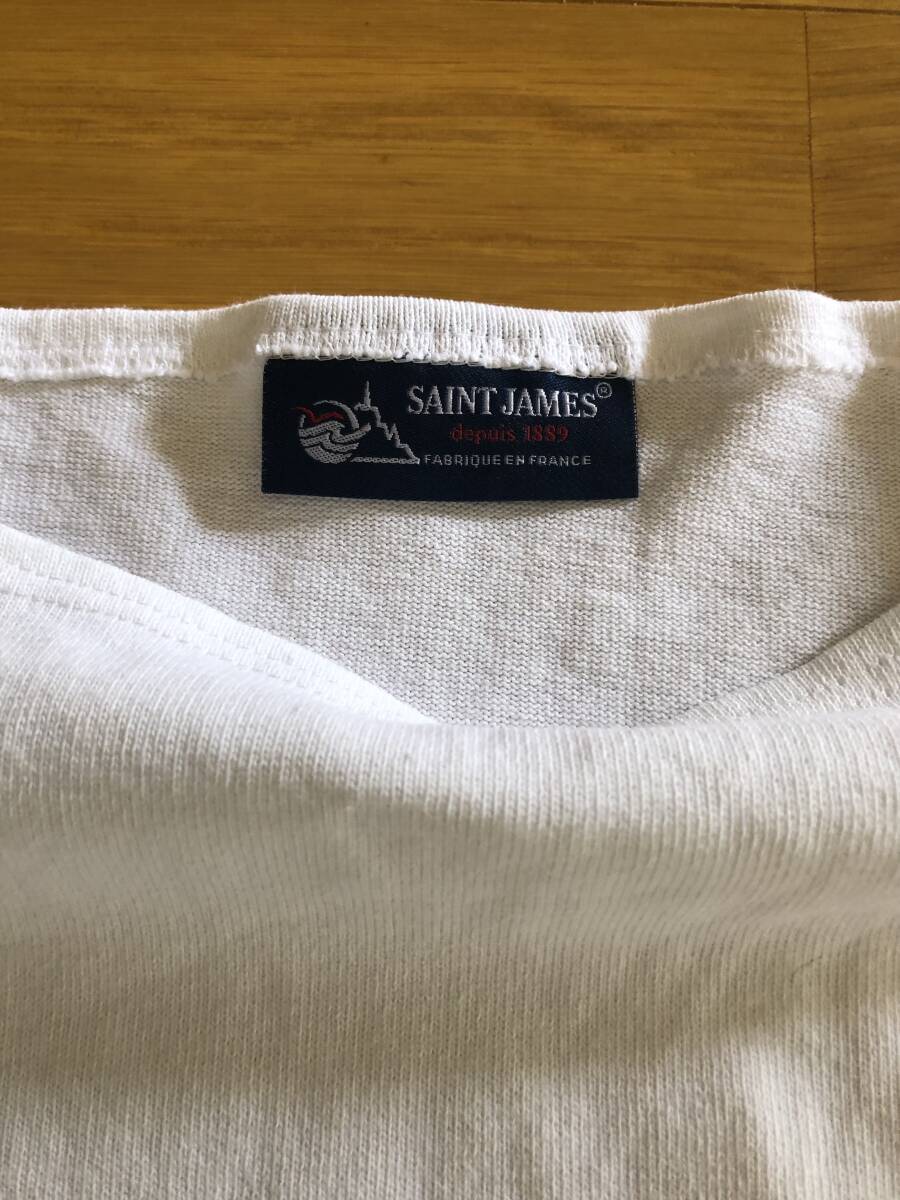 SAINT JAMES®
depuis 1889
FABRIQUE EN FRANCE